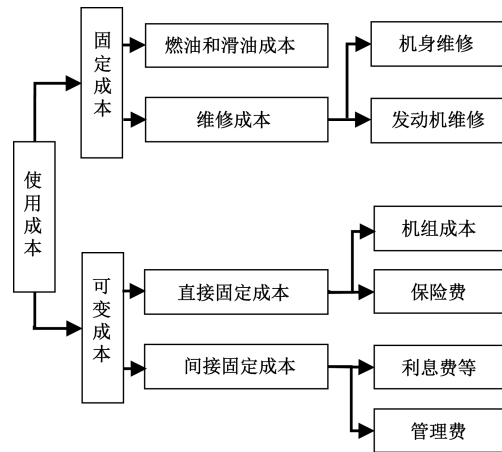 使用成本
固定成本
燃油和滑油成本
维修成本
机身维修
发动机维修
可变成本
直接固定成本
机组成本
保险费
间接固定成本
利息费等
管理费